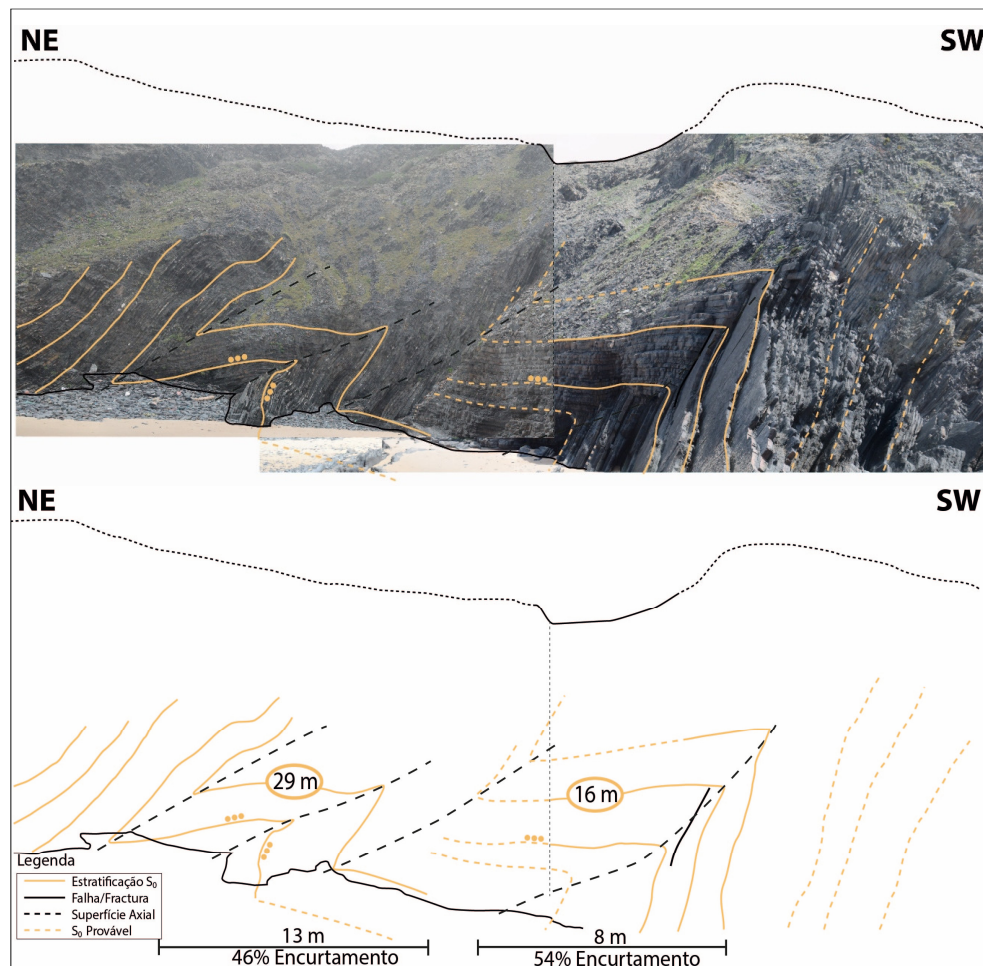 NE
SW
NE
SW
29 m
16 m
Legenda
Estratificação S₀
Falha/Fractura
Superfície Axial
S₀ Provável
13 m
46% Encurtamento
8 m
54% Encurtamento